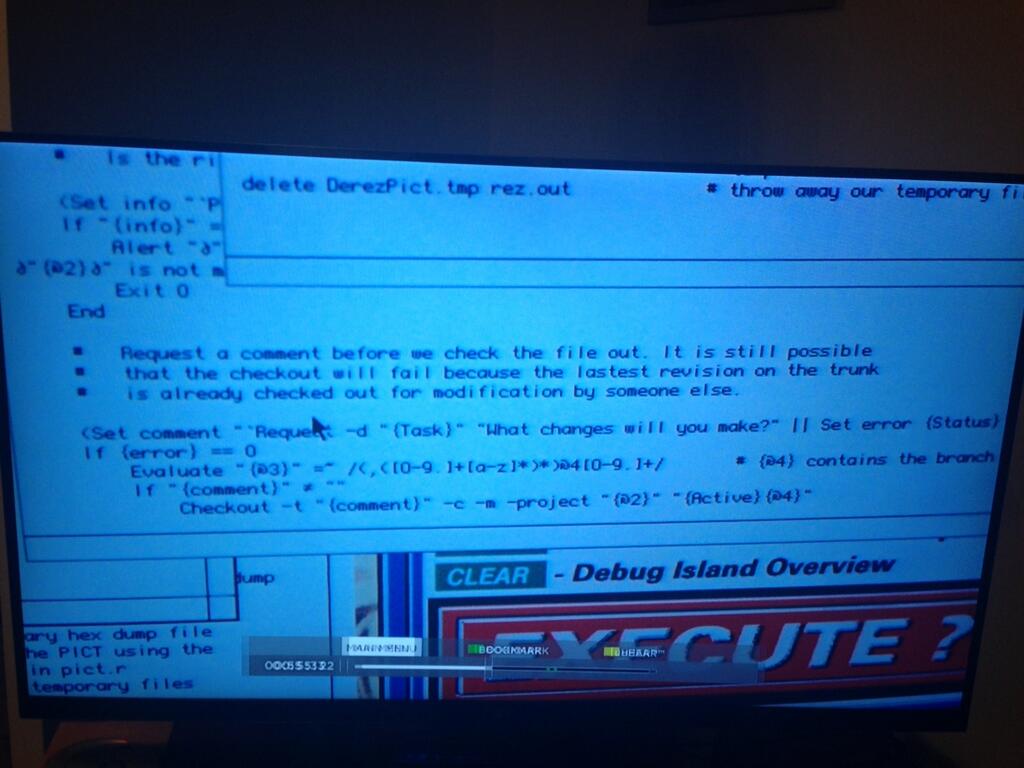 Is the ri
(Set info "`P
If "{info}" =
Alert "∂"
∂"{@2}∂" is not m
Exit 0
End
delete DerezPict.tmp rez.out # throw away our temporary fi
Request a comment before we check the file out. It is still possible
that the checkout will fail because the lastest revision on the trunk
is already checked out for modification by someone else.
(Set comment "`Request -d "{Task}" "What changes will you make?" || Set error {Status}
If {error} == 0
Evaluate "{@3}" =~ /(,([0-9.]+[a-z]*)*)@4[0-9.]+/ # {@4} contains the branch
If "{comment}" ≠ ""
Checkout -t "{comment}" -c -m -project "{@2}" "{Active}{@4}"
dump
ary hex dump file
he PICT using the
in pict.r
temporary files
CLEAR - Debug Island Overview
EXECUTE ?
MAIN MENU
BOOKMARK